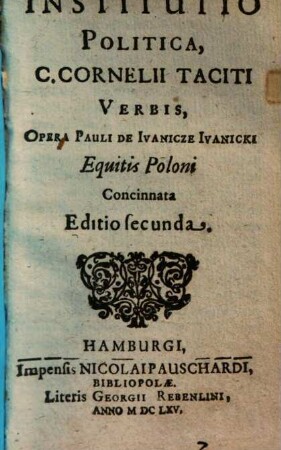 INSTITUTIO
POLITICA,
C. CORNELII TACITI
VERBIS,
OPERA PAULI DE IVANICZE IVANICKI
Equitis Poloni
Concinnata
Editio ſecunda.
HAMBURGI,
Impenſis NICOLAI PAUSCHARDI,
BIBLIOPOLÆ.
Literis GEORGII REBENLINI,
ANNO M DC LXV.